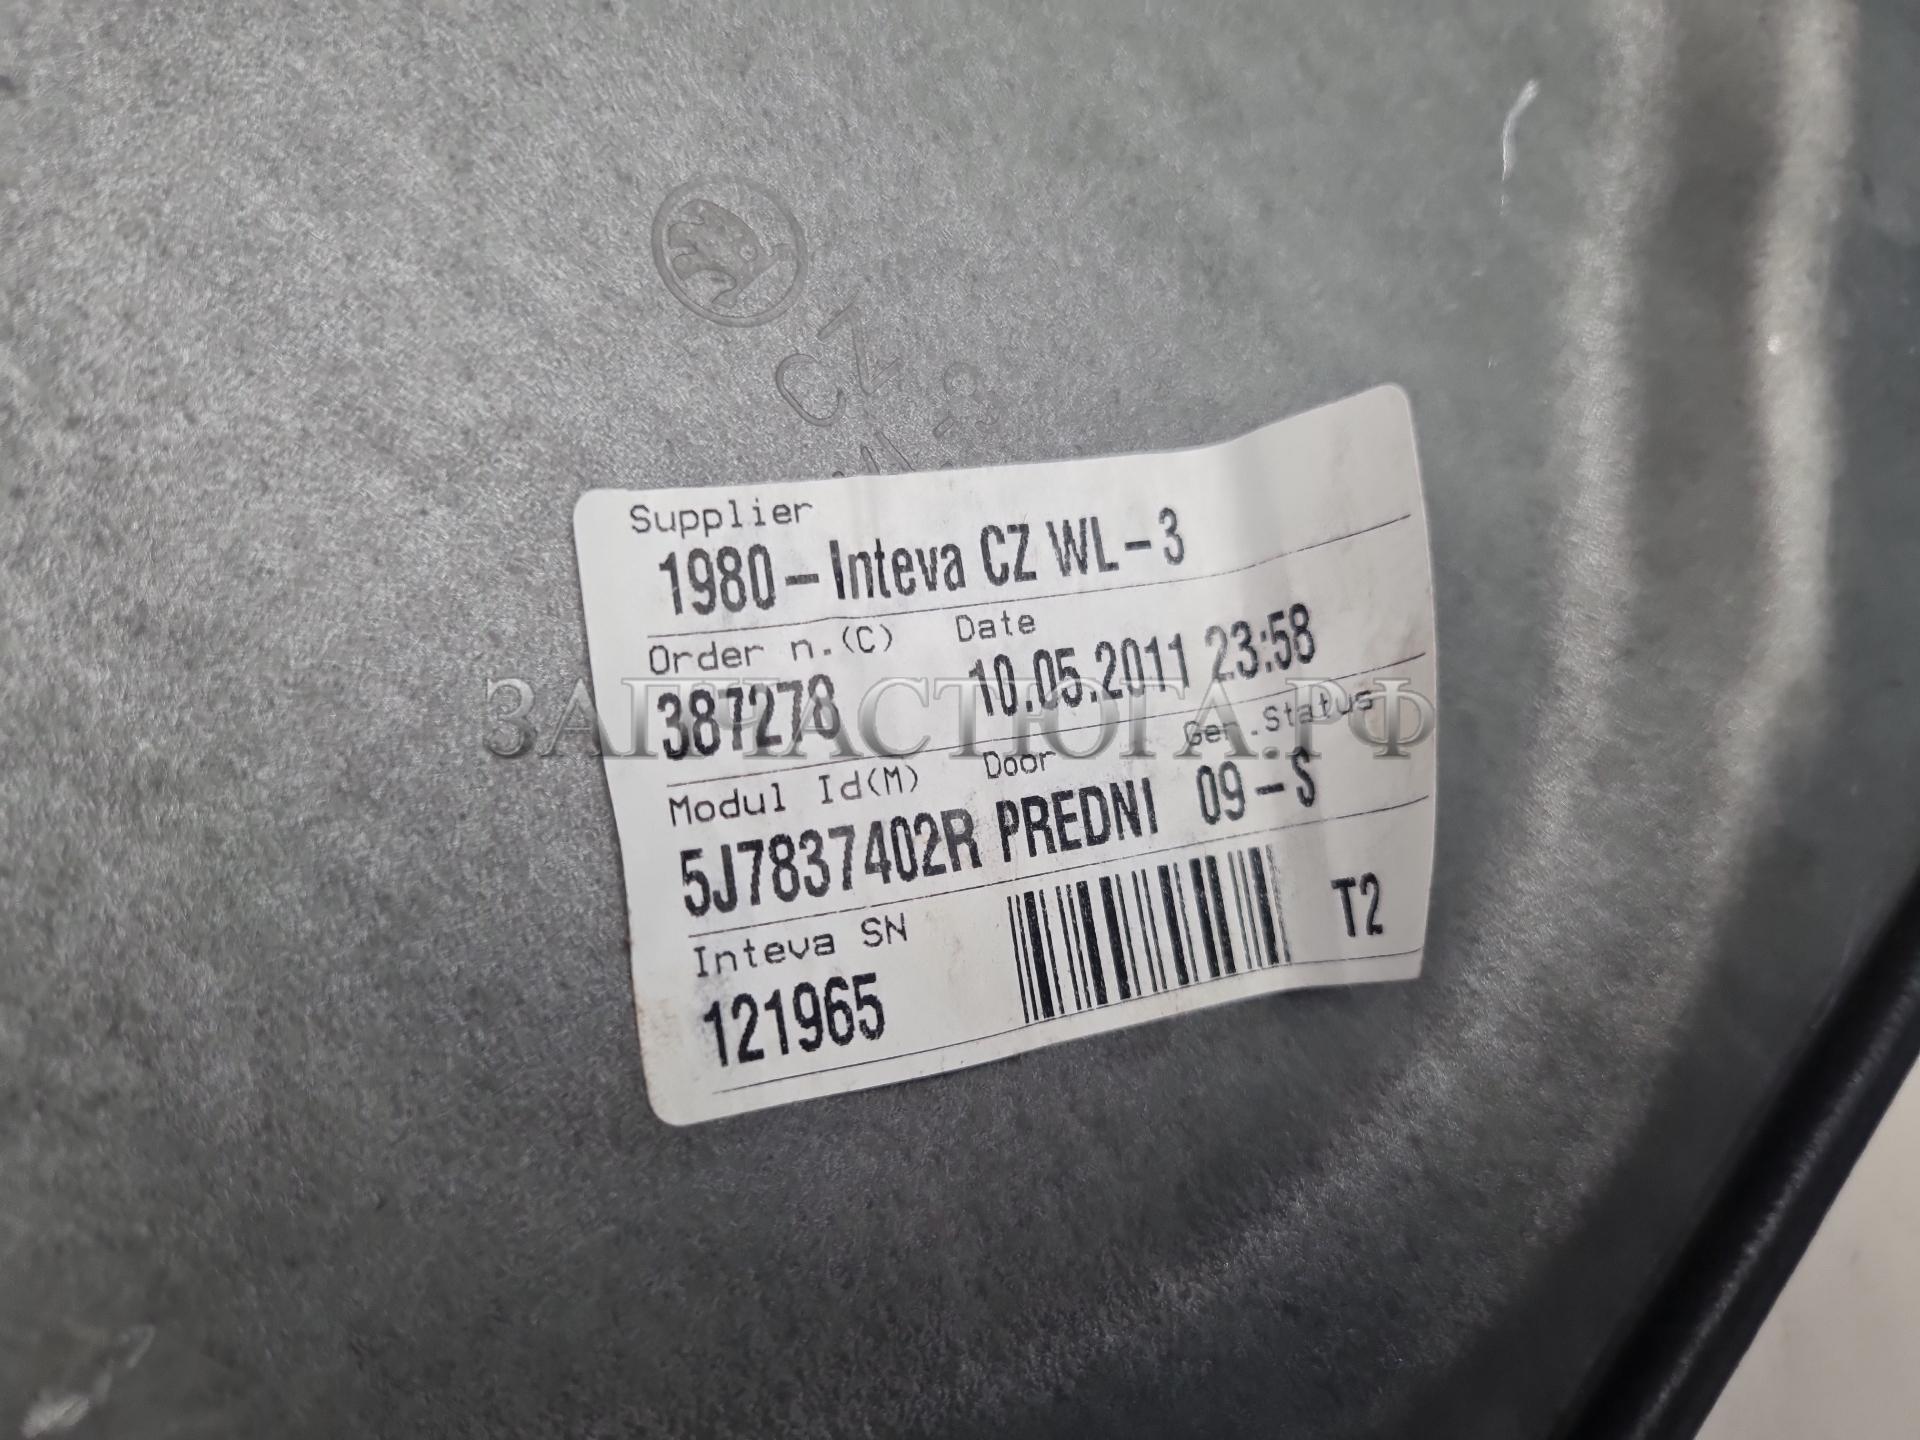 CZ
Supplier
1980-Inteva CZ WL-3
Order n.(C) Date
387278 10.05.2011 23:58
Modul Id(M) Door Gen.Status
5J7837402R PREDNI 09-S
Inteva SN
121965 T2
ЗАПЧАСТЮГА.РФ